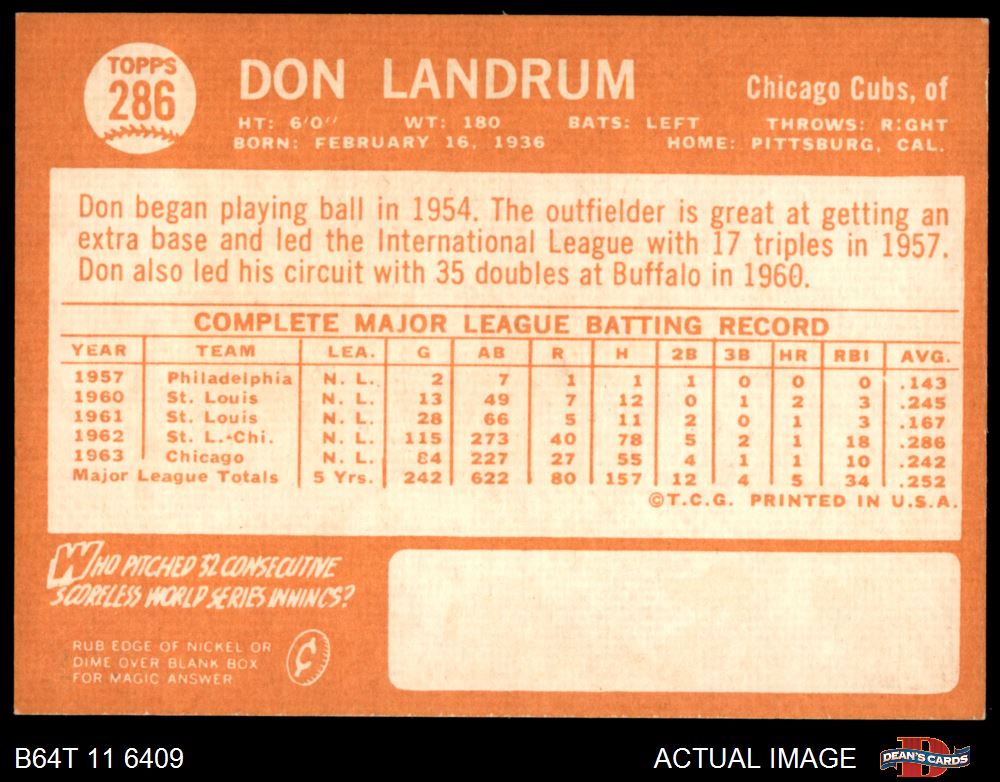 TOPPS
286
DON LANDRUM
Chicago Cubs, of
HT: 6'0" WT: 180 BATS: LEFT THROWS: RIGHT
BORN: FEBRUARY 16, 1936 HOME: PITTSBURG, CAL.
Don began playing ball in 1954. The outfielder is great at getting an
extra base and led the International League with 17 triples in 1957.
Don also led his circuit with 35 doubles at Buffalo in 1960.
COMPLETE MAJOR LEAGUE BATTING RECORD
YEAR TEAM LEA. G AB R H 2B 3B HR RBI AVG.
1957 Philadelphia N. L. 2 7 1 1 1 0 0 0 .143
1960 St. Louis N. L. 13 49 7 12 0 1 2 3 .245
1961 St. Louis N. L. 28 66 5 11 2 0 1 3 .167
1962 St. L.-Chi. N. L. 115 273 40 78 5 2 1 18 .286
1963 Chicago N. L. 84 227 27 55 4 1 1 10 .242
Major League Totals 5 Yrs. 242 622 80 157 12 4 5 34 .252
©T.C.G. PRINTED IN U.S.A.
WHO PITCHED 32 CONSECUTIVE
SCORELESS WORLD SERIES INNINGS?
RUB EDGE OF NICKEL OR
DIME OVER BLANK BOX
FOR MAGIC ANSWER
¢
B64T 11 6409
ACTUAL IMAGE
DEAN'S CARDS